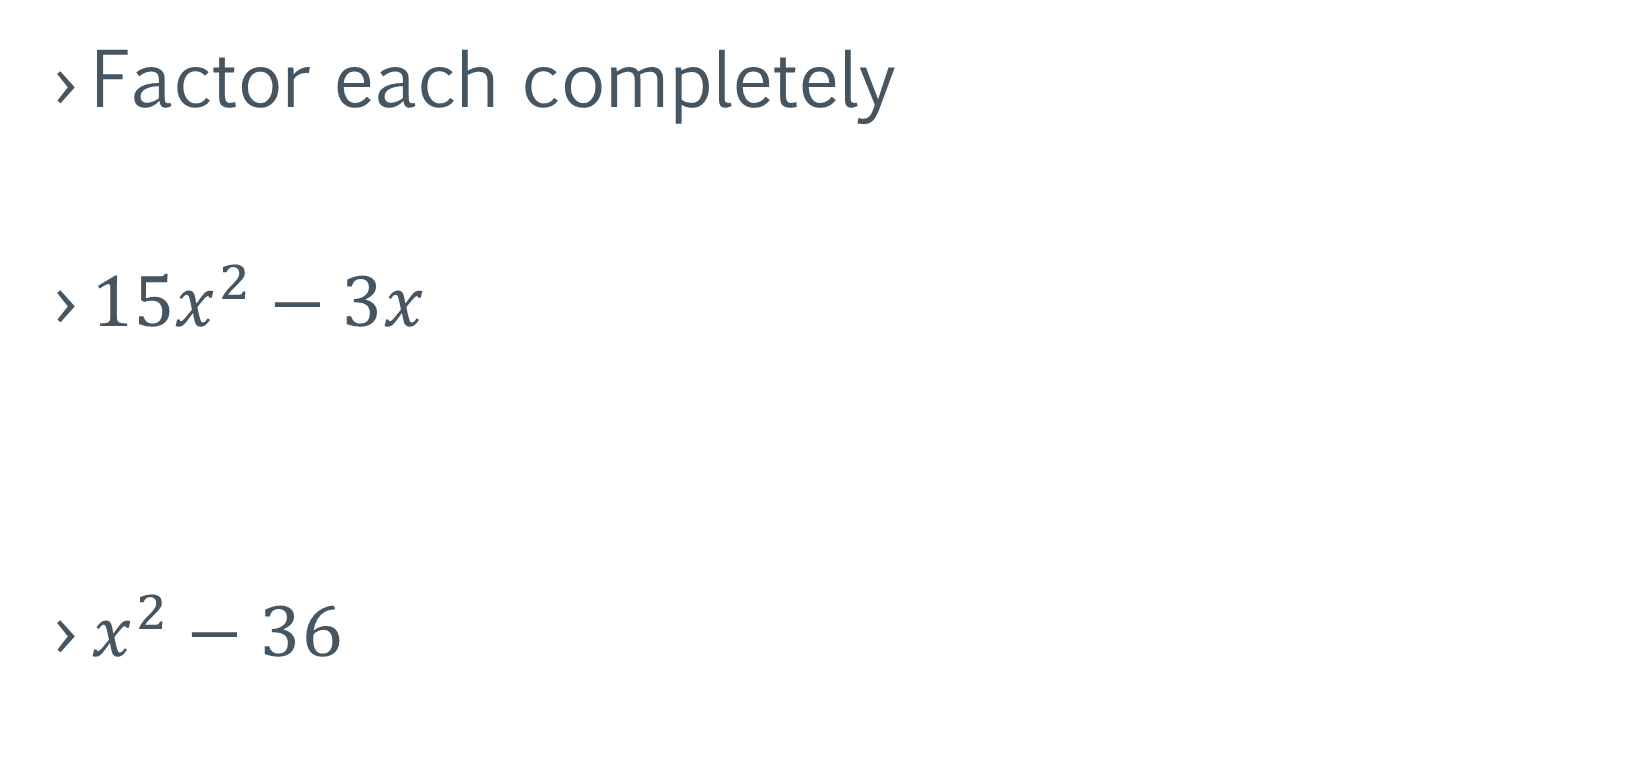 › Factor each completely
› 15x² − 3x
› x² − 36